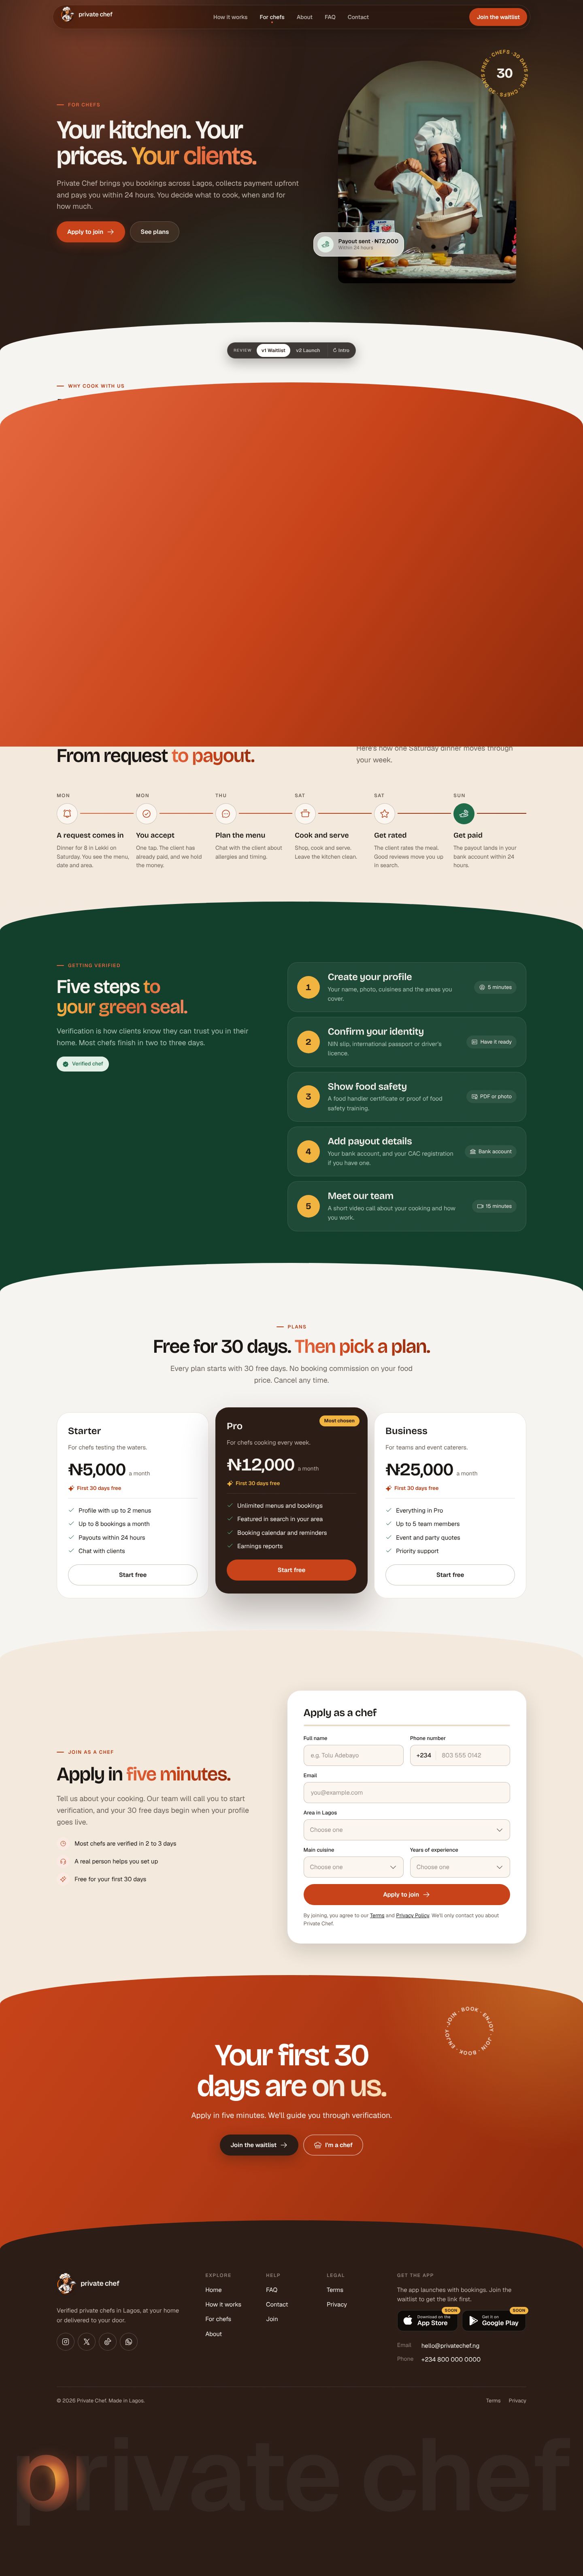 private chef
How it works
For chefs
About
FAQ
Contact
Join the waitlist
FOR CHEFS
Your kitchen. Your
prices. Your clients.
Private Chef brings you bookings across Lagos, collects payment upfront
and pays you within 24 hours. You decide what to cook, when and for
how much.
Apply to join
See plans
30
Payout sent · ₦72,000
Within 24 hours
REVIEW
v1 Waitlist
v2 Launch
Intro
WHY COOK WITH US
From request to payout.
Here's how one Saturday dinner moves through
your week.
MON
A request comes in
Dinner for 8 in Lekki on
Saturday. You see the menu,
date and area.
MON
You accept
One tap. The client has
already paid, and we hold
the money.
THU
Plan the menu
Chat with the client about
allergies and timing.
SAT
Cook and serve
Shop, cook and serve.
Leave the kitchen clean.
SAT
Get rated
The client rates the meal.
Good reviews move you up
in search.
SUN
Get paid
The payout lands in your
bank account within 24
hours.
GETTING VERIFIED
Five steps to
your green seal.
Verification is how clients know they can trust you in their
home. Most chefs finish in two to three days.
Verified chef
1
Create your profile
Your name, photo, cuisines and the areas you
cover.
5 minutes
2
Confirm your identity
NIN slip, international passport or driver's
licence.
Have it ready
3
Show food safety
A food handler certificate or proof of food
safety training.
PDF or photo
4
Add payout details
Your bank account, and your CAC registration
if you have one.
Bank account
5
Meet our team
A short video call about your cooking and how
you work.
15 minutes
PLANS
Free for 30 days. Then pick a plan.
Every plan starts with 30 free days. No booking commission on your food
price. Cancel any time.
Starter
For chefs testing the waters.
₦5,000 a month
First 30 days free
Profile with up to 2 menus
Up to 8 bookings a month
Payouts within 24 hours
Chat with clients
Start free
Most chosen
Pro
For chefs cooking every week.
₦12,000 a month
First 30 days free
Unlimited menus and bookings
Featured in search in your area
Booking calendar and reminders
Earnings reports
Start free
Business
For teams and event caterers.
₦25,000 a month
First 30 days free
Everything in Pro
Up to 5 team members
Event and party quotes
Priority support
Start free
JOIN AS A CHEF
Apply in five minutes.
Tell us about your cooking. Our team will call you to start
verification, and your 30 free days begin when your profile
goes live.
Most chefs are verified in 2 to 3 days
A real person helps you set up
Free for your first 30 days
Apply as a chef
Full name
e.g. Tolu Adebayo
Phone number
+234 803 555 0142
Email
you@example.com
Area in Lagos
Choose one
Main cuisine
Choose one
Years of experience
Choose one
Apply to join
By joining, you agree to our Terms and Privacy Policy. We'll only contact you about
Private Chef.
JOIN · BOOK · ENJOY · JOIN · BOOK · ENJOY ·
Your first 30
days are on us.
Apply in five minutes. We'll guide you through verification.
Join the waitlist
I'm a chef
private chef
Verified private chefs in Lagos, at your home
or delivered to your door.
EXPLORE
Home
How it works
For chefs
About
HELP
FAQ
Contact
Join
LEGAL
Terms
Privacy
GET THE APP
The app launches with bookings. Join the
waitlist to get the link first.
SOON
Download on the
App Store
SOON
Get it on
Google Play
Email hello@privatechef.ng
Phone +234 800 000 0000
© 2026 Private Chef. Made in Lagos.
Terms
Privacy
private chef